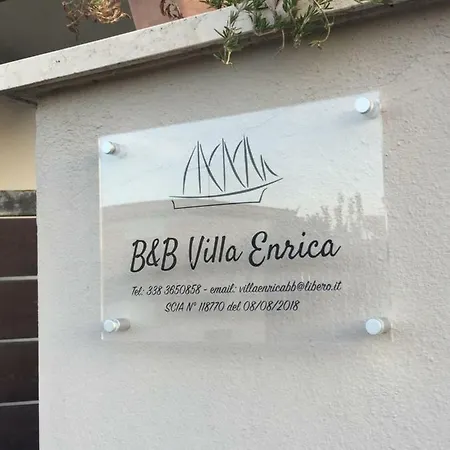 B&B Villa Enrica
Tel: 338 3650858 - email: villaenricabb@libero.it
SCIA N° 118770 del 08/08/2018